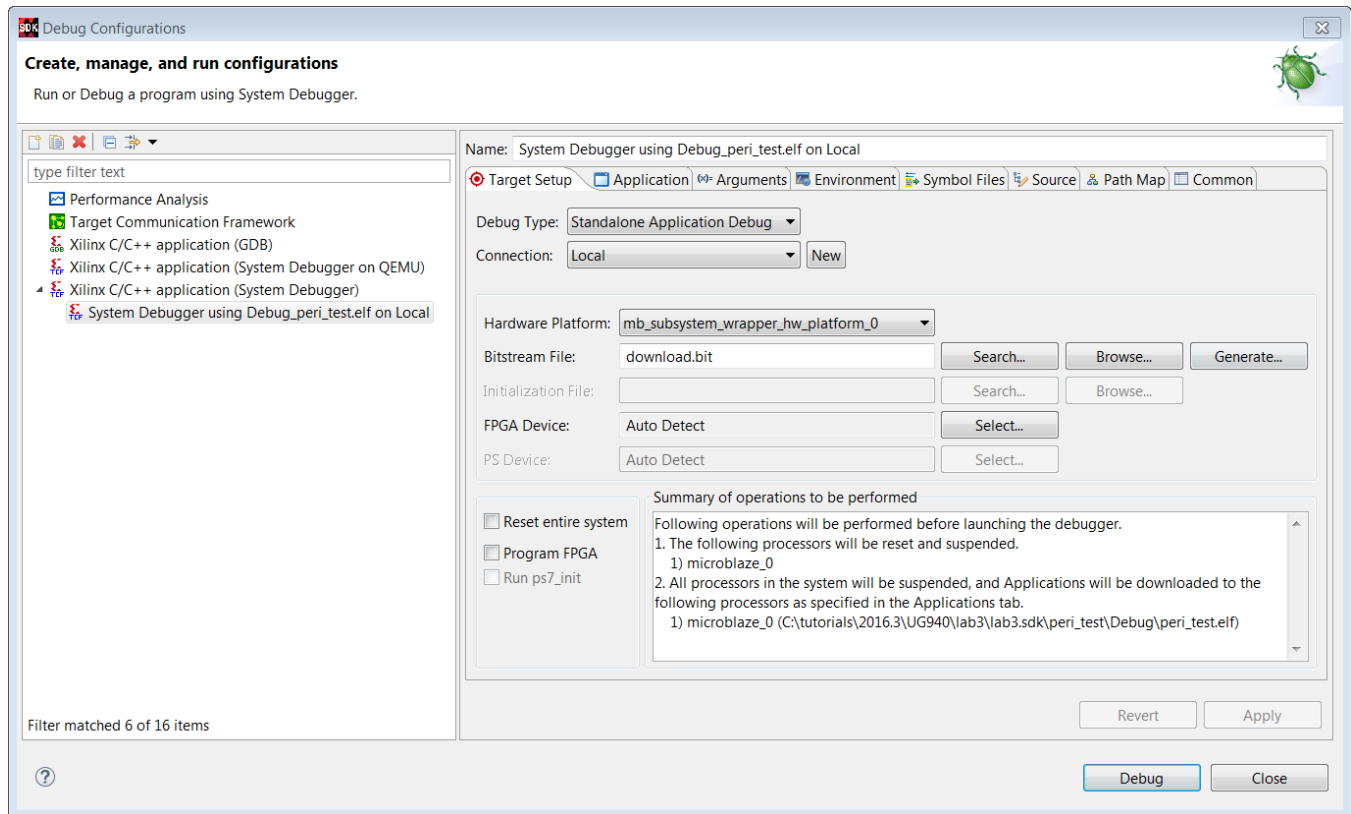 SDK Debug Configurations
Create, manage, and run configurations
Run or Debug a program using System Debugger.
type filter text
Performance Analysis
Target Communication Framework
GDB Xilinx C/C++ application (GDB)
TCF Xilinx C/C++ application (System Debugger on QEMU)
TCF Xilinx C/C++ application (System Debugger)
TCF System Debugger using Debug_peri_test.elf on Local
Filter matched 6 of 16 items
Name: System Debugger using Debug_peri_test.elf on Local
Target Setup Application (x)= Arguments Environment Symbol Files Source Path Map Common
Debug Type: Standalone Application Debug
Connection: Local New
Hardware Platform: mb_subsystem_wrapper_hw_platform_0
Bitstream File: download.bit Search... Browse... Generate...
Initialization File: Search... Browse...
FPGA Device: Auto Detect Select...
PS Device: Auto Detect Select...
Reset entire system
Program FPGA
Run ps7_init
Summary of operations to be performed
Following operations will be performed before launching the debugger.
1. The following processors will be reset and suspended.
1) microblaze_0
2. All processors in the system will be suspended, and Applications will be downloaded to the
following processors as specified in the Applications tab.
1) microblaze_0 (C:\tutorials\2016.3\UG940\lab3\lab3.sdk\peri_test\Debug\peri_test.elf)
Revert Apply
? Debug Close